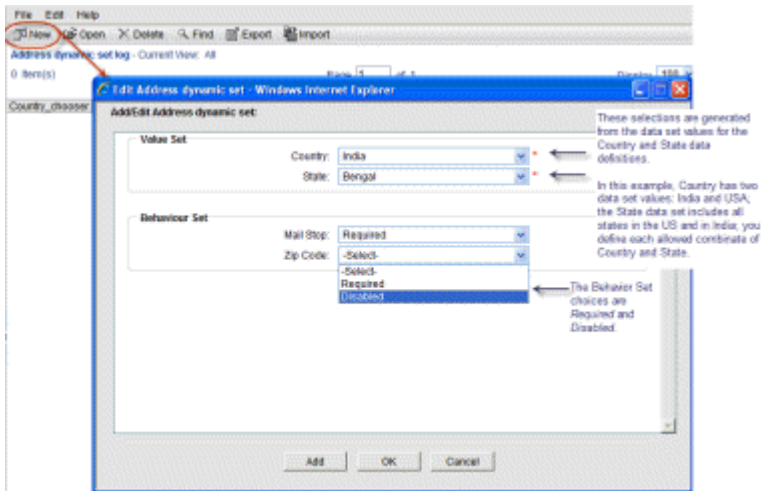 File Edit Help
New Open Delete Find Export Import
Address dynamic set log - Current View: All
0 Item(s) Page 1 of 1 Display 100
Country_chooser
Edit Address dynamic set - Windows Internet Explorer
Add/Edit Address dynamic set:
Value Set
Country: India *
State: Bengal *
Behaviour Set
Mail Stop: Required
Zip Code: -Select-
-Select-
Required
Disabled
Add OK Cancel
These selections are generated
from the data set values for the
Country and State data
definitions.
In this example, Country has two
data set values: India and USA;
the State data set includes all
states in the US and in India; you
define each allowed combinate of
Country and State.
The Behavior Set
choices are
Required and
Disabled.